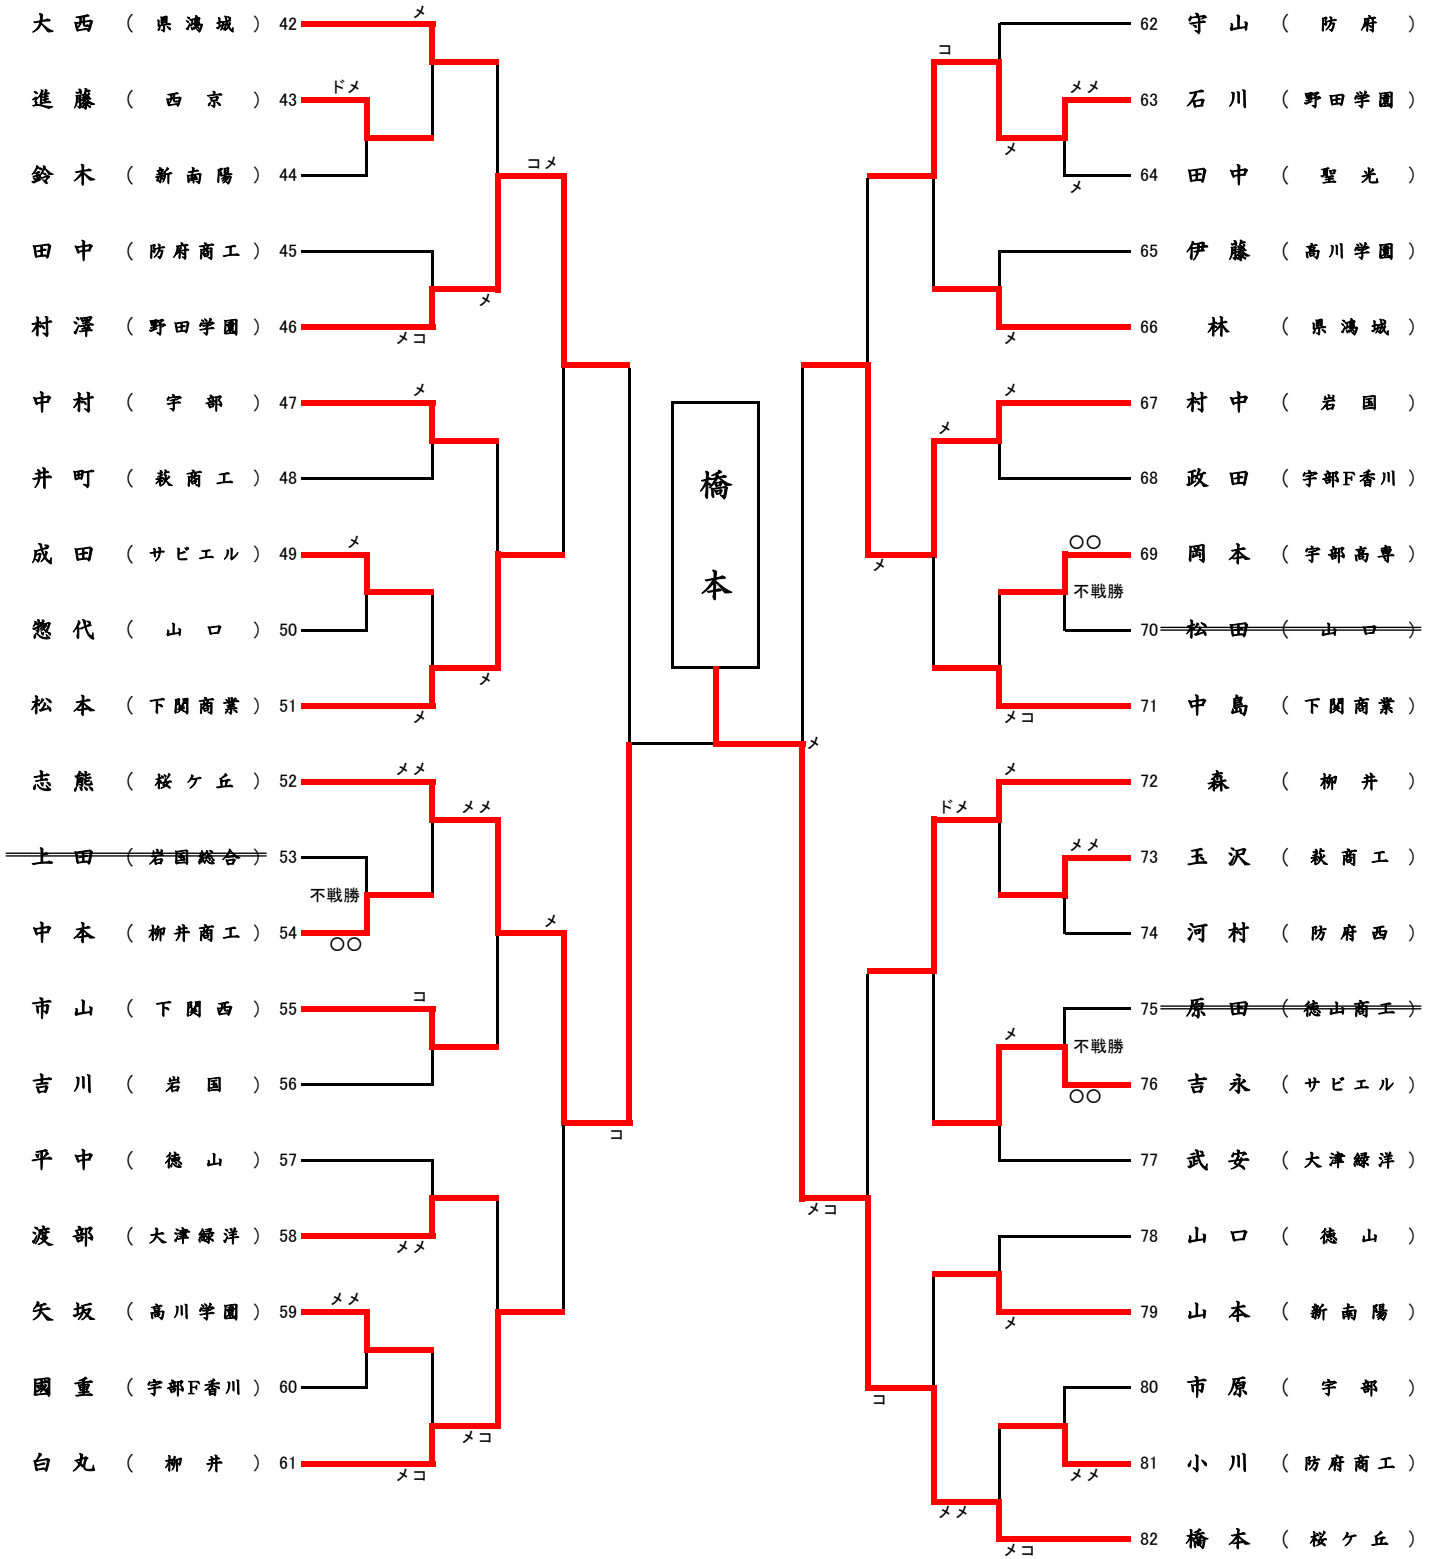 大西 ( 県鴻城 ) 42
メ
進藤 ( 西京 ) 43
ドメ
鈴木 ( 新南陽 ) 44
コメ
田中 ( 防府商工 ) 45
メ
村澤 ( 野田学園 ) 46
メコ
中村 ( 宇部 ) 47
メ
井町 ( 萩商工 ) 48
成田 ( サビエル ) 49
メ
惣代 ( 山口 ) 50
メ
松本 ( 下関商業 ) 51
メ
志熊 ( 桜ケ丘 ) 52
メメ
メメ
上田 ( 岩国総合 ) 53
不戦勝
中本 ( 柳井商工 ) 54
○○
メ
市山 ( 下関西 ) 55
コ
吉川 ( 岩国 ) 56
コ
平中 ( 徳山 ) 57
渡部 ( 大津緑洋 ) 58
メメ
矢坂 ( 高川学園 ) 59
メメ
國重 ( 宇部F香川 ) 60
メコ
白丸 ( 柳井 ) 61
メコ
橋本
メ
62 守山 ( 防府 )
コ
63 石川 ( 野田学園 )
メメ
メ
64 田中 ( 聖光 )
メ
65 伊藤 ( 高川学園 )
66 林 ( 県鴻城 )
メ
67 村中 ( 岩国 )
メ
メ
68 政田 ( 宇部F香川 )
69 岡本 ( 宇部高専 )
○○
メ
不戦勝
70 松田 ( 山口 )
71 中島 ( 下関商業 )
メコ
72 森 ( 柳井 )
メ
ドメ
73 玉沢 ( 萩商工 )
メメ
74 河村 ( 防府西 )
75 原田 ( 徳山商工 )
メ
不戦勝
76 吉永 ( サビエル )
○○
77 武安 ( 大津緑洋 )
メコ
78 山口 ( 徳山 )
79 山本 ( 新南陽 )
メ
80 市原 ( 宇部 )
コ
81 小川 ( 防府商工 )
メメ
メメ
82 橋本 ( 桜ケ丘 )
メコ